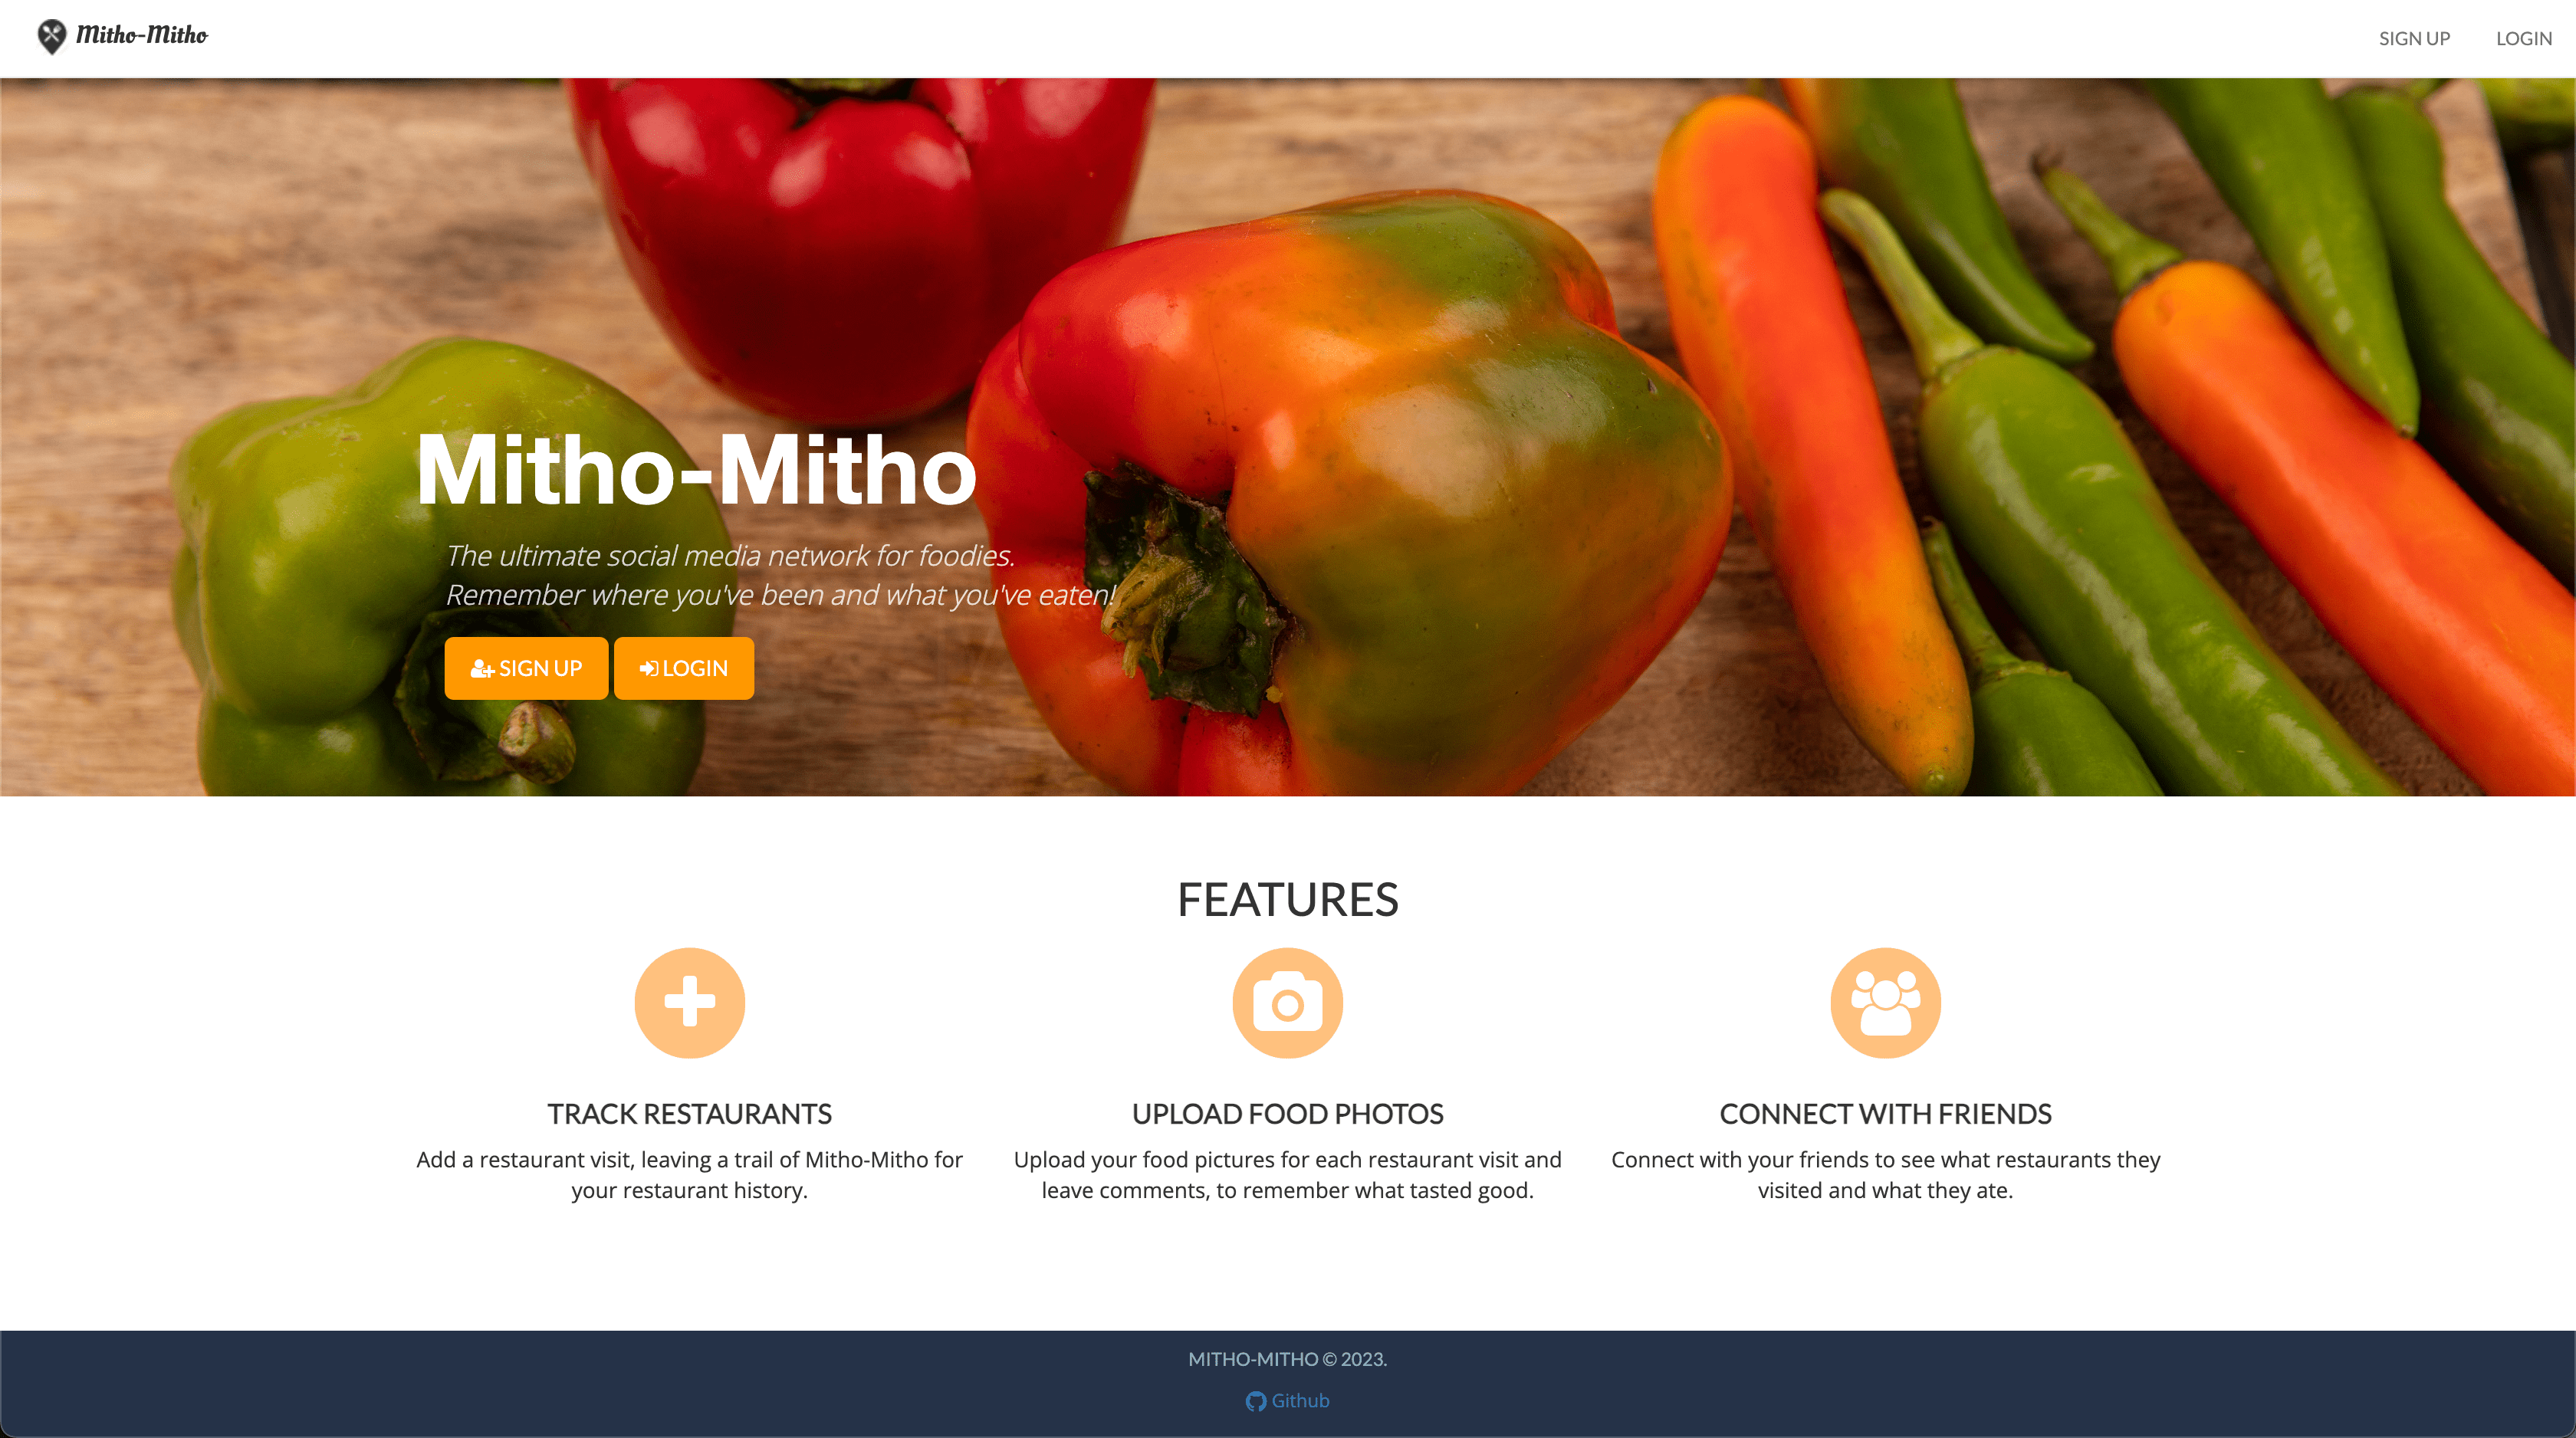 Mitho-Mitho
SIGN UP
LOGIN
Mitho-Mitho
The ultimate social media network for foodies.
Remember where you've been and what you've eaten!
SIGN UP
LOGIN
FEATURES
TRACK RESTAURANTS
Add a restaurant visit, leaving a trail of Mitho-Mitho for
your restaurant history.
UPLOAD FOOD PHOTOS
Upload your food pictures for each restaurant visit and
leave comments, to remember what tasted good.
CONNECT WITH FRIENDS
Connect with your friends to see what restaurants they
visited and what they ate.
MITHO-MITHO © 2023.
Github